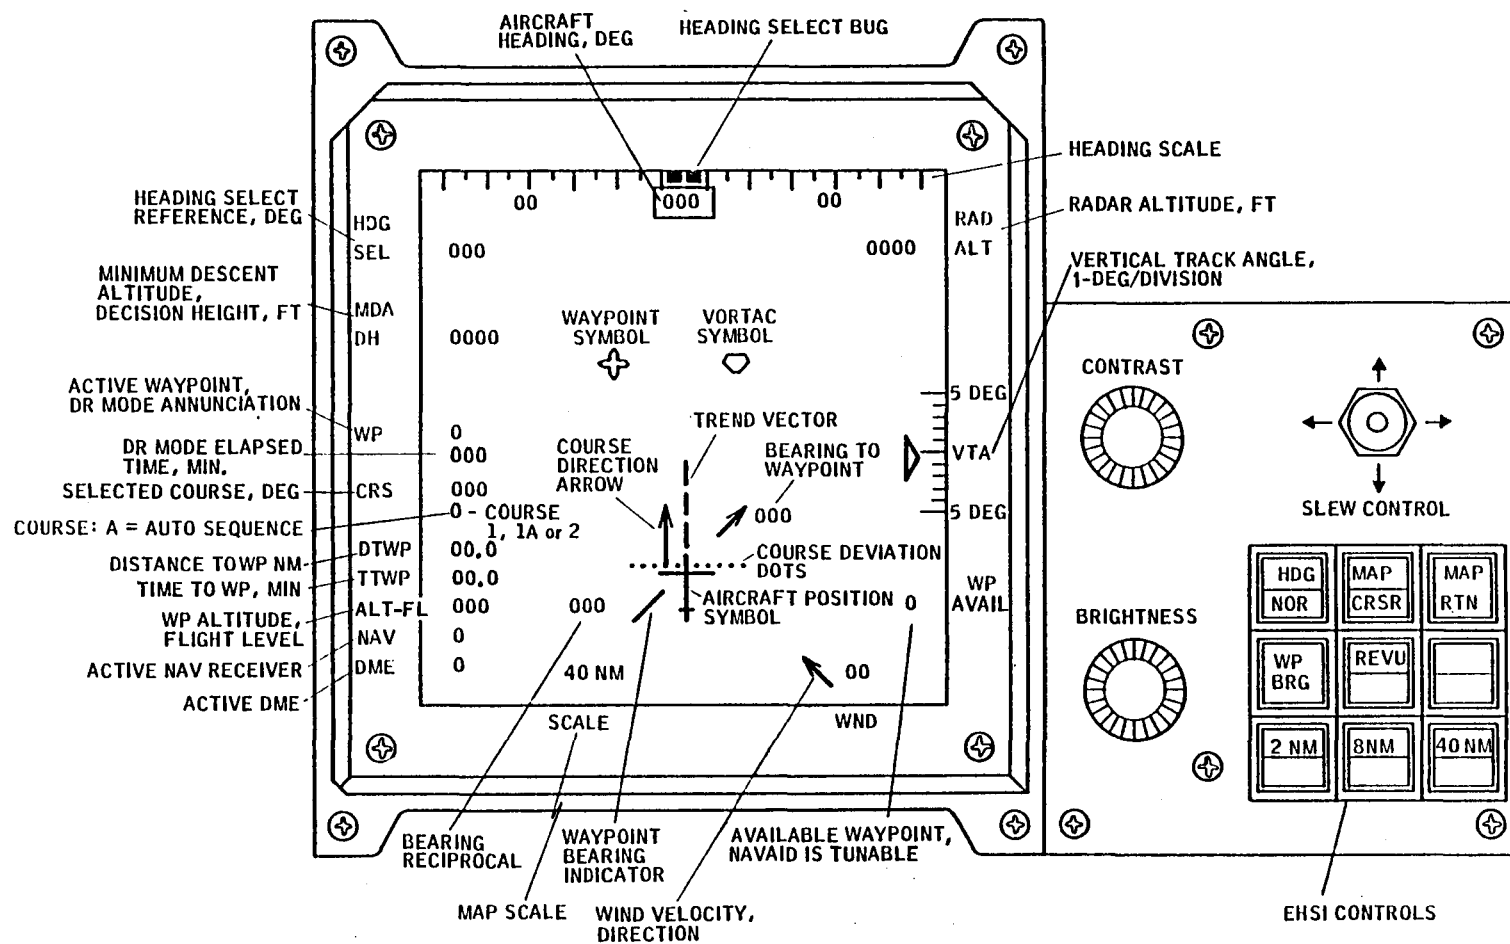 AIRCRAFT
HEADING, DEG
HEADING SELECT BUG
HEADING SCALE
HEADING SELECT
REFERENCE, DEG
00
000
00
HDG
SEL
000
RAD
ALT
0000
RADAR ALTITUDE, FT
VERTICAL TRACK ANGLE,
1-DEG/DIVISION
MINIMUM DESCENT
ALTITUDE,
DECISION HEIGHT, FT
MDA
DH
0000
WAYPOINT
SYMBOL
VORTAC
SYMBOL
CONTRAST
5 DEG
VTA
5 DEG
ACTIVE WAYPOINT,
DR MODE ANNUNCIATION
WP
0
DR MODE ELAPSED
TIME, MIN.
000
SELECTED COURSE, DEG
CRS
000
COURSE: A = AUTO SEQUENCE
0 - COURSE
1, 1A or 2
TREND VECTOR
COURSE
DIRECTION
ARROW
BEARING TO
WAYPOINT
000
SLEW CONTROL
DISTANCE TO WP NM
DTWP
00.0
COURSE DEVIATION
DOTS
TIME TO WP, MIN
TTWP
00.0
WP ALTITUDE,
FLIGHT LEVEL
ALT-FL
000
000
AIRCRAFT POSITION
SYMBOL
0
WP
AVAIL
ACTIVE NAV RECEIVER
NAV
0
ACTIVE DME
DME
0
40 NM
00
SCALE
WND
BRIGHTNESS
HDG
NOR
MAP
CRSR
MAP
RTN
WP
BRG
REVU
2 NM
8NM
40 NM
BEARING
RECIPROCAL
WAYPOINT
BEARING
INDICATOR
AVAILABLE WAYPOINT,
NAVAID IS TUNABLE
MAP SCALE
WIND VELOCITY,
DIRECTION
EHSI CONTROLS